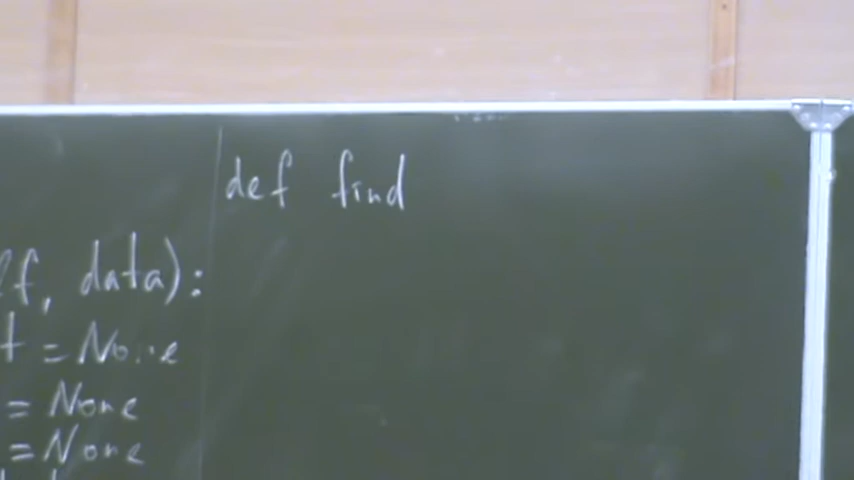 def find
f, data):
t = None
= None
= None